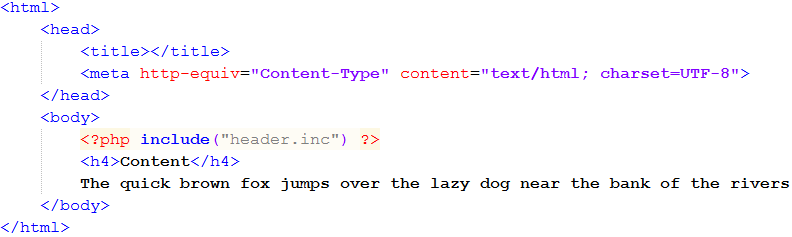 <html>
<head>
<title></title>
<meta http-equiv="Content-Type" content="text/html; charset=UTF-8">
</head>
<body>
<?php include("header.inc") ?>
<h4>Content</h4>
The quick brown fox jumps over the lazy dog near the bank of the rivers
</body>
</html>